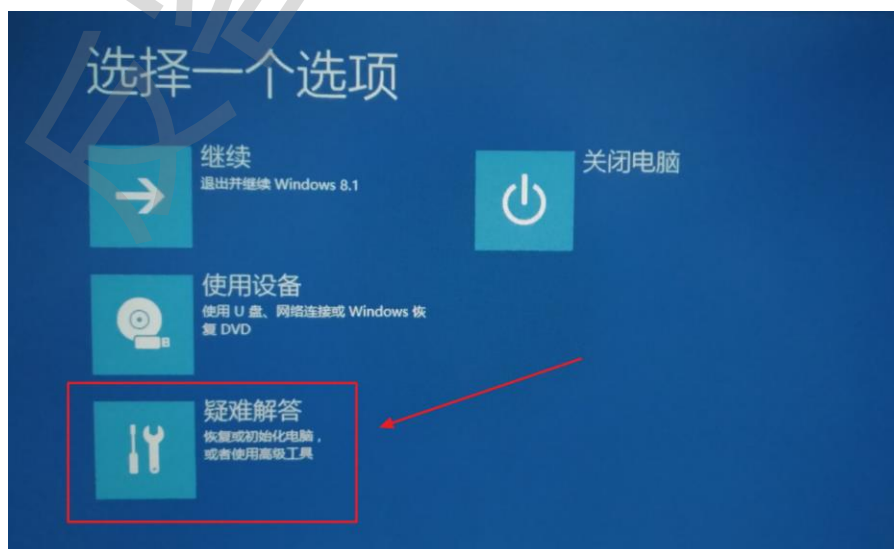 选择一个选项
继续
退出并继续 Windows 8.1
关闭电脑
使用设备
使用 U 盘、网络连接或 Windows 恢
复 DVD
疑难解答
恢复或初始化电脑，
或者使用高级工具